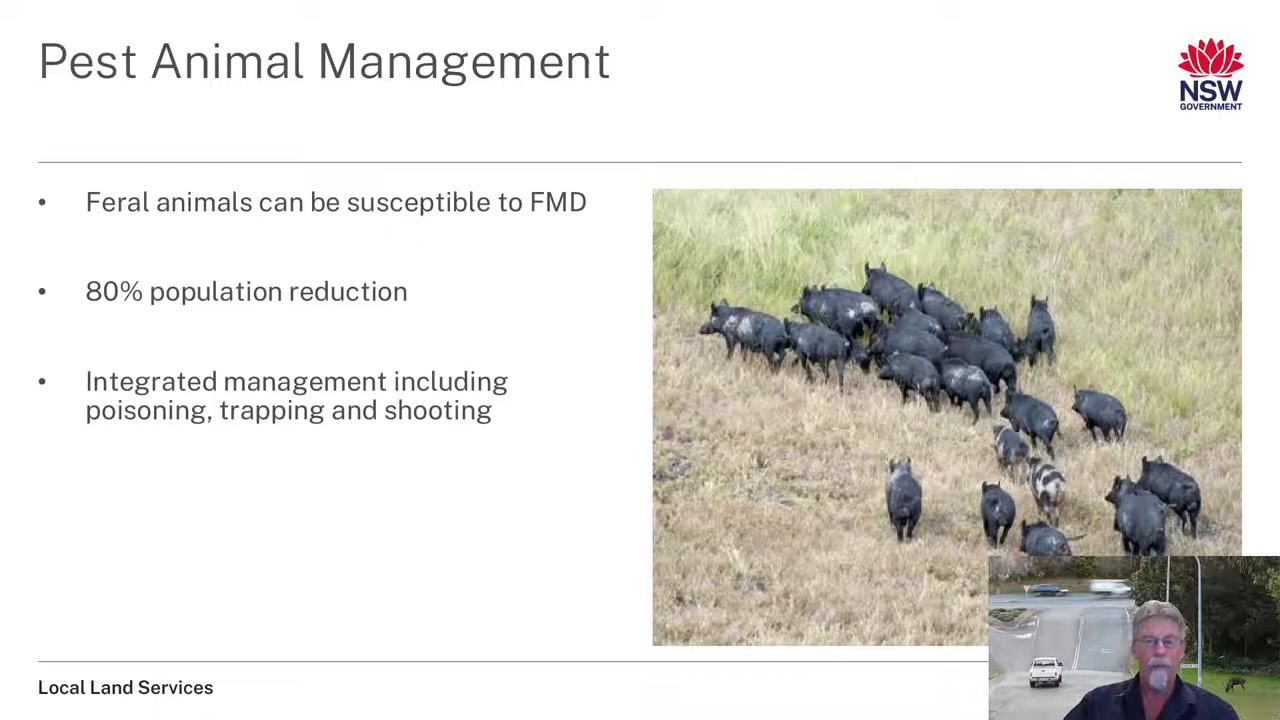 Pest Animal Management
NSW
GOVERNMENT
• Feral animals can be susceptible to FMD
• 80% population reduction
• Integrated management including
poisoning, trapping and shooting
Local Land Services